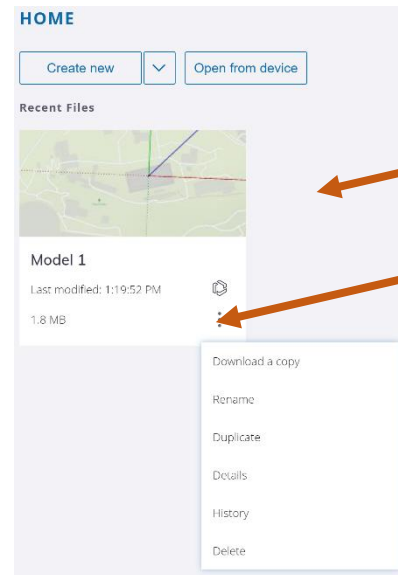 HOME
Create new
Open from device
Recent Files
Model 1
Last modified: 1:19:52 PM
1.8 MB
Download a copy
Rename
Duplicate
Details
History
Delete